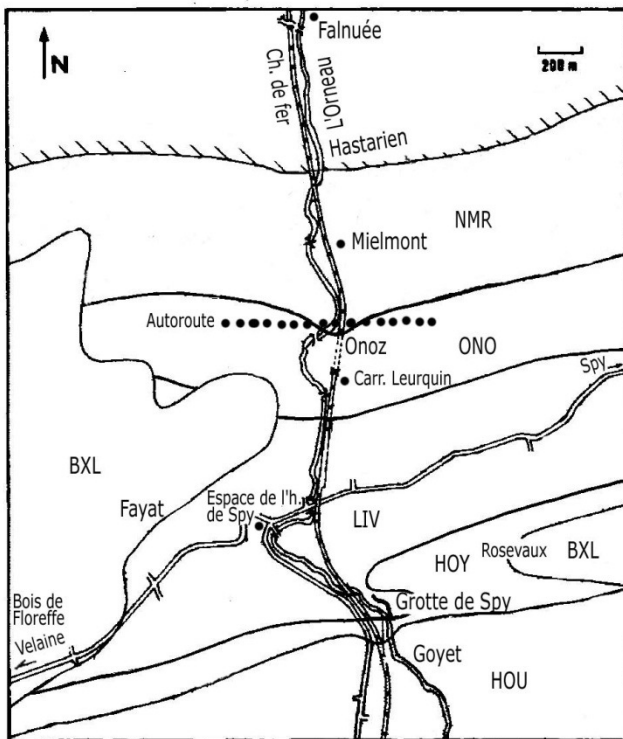 Falnuée
N
200 m
Ch. de fer
L'Orneau
Hastarien
NMR
Mielmont
Autoroute
Onoz
ONO
Carr. Leurquin
Spy
BXL
Fayat
Espace de l'h.
de Spy
LIV
HOY
Rosevaux
BXL
Bois de
Floreffe
Velaine
Grotte de Spy
Goyet
HOU